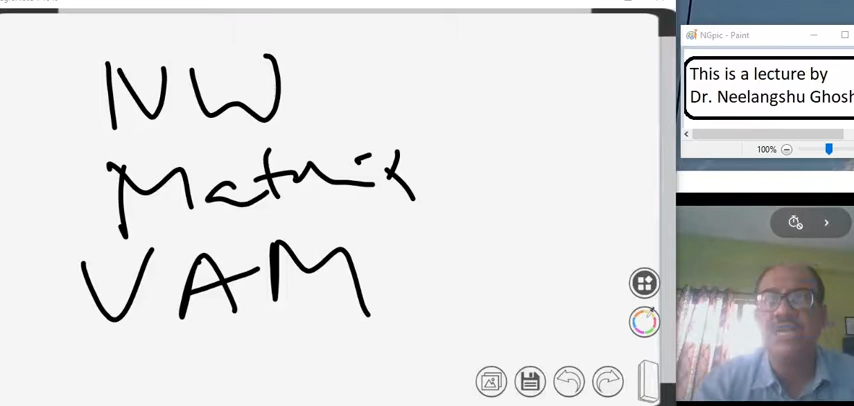 NW
Matrix
VAM
NGpic - Paint
This is a lecture by
Dr. Neelangshu Ghosh
100%